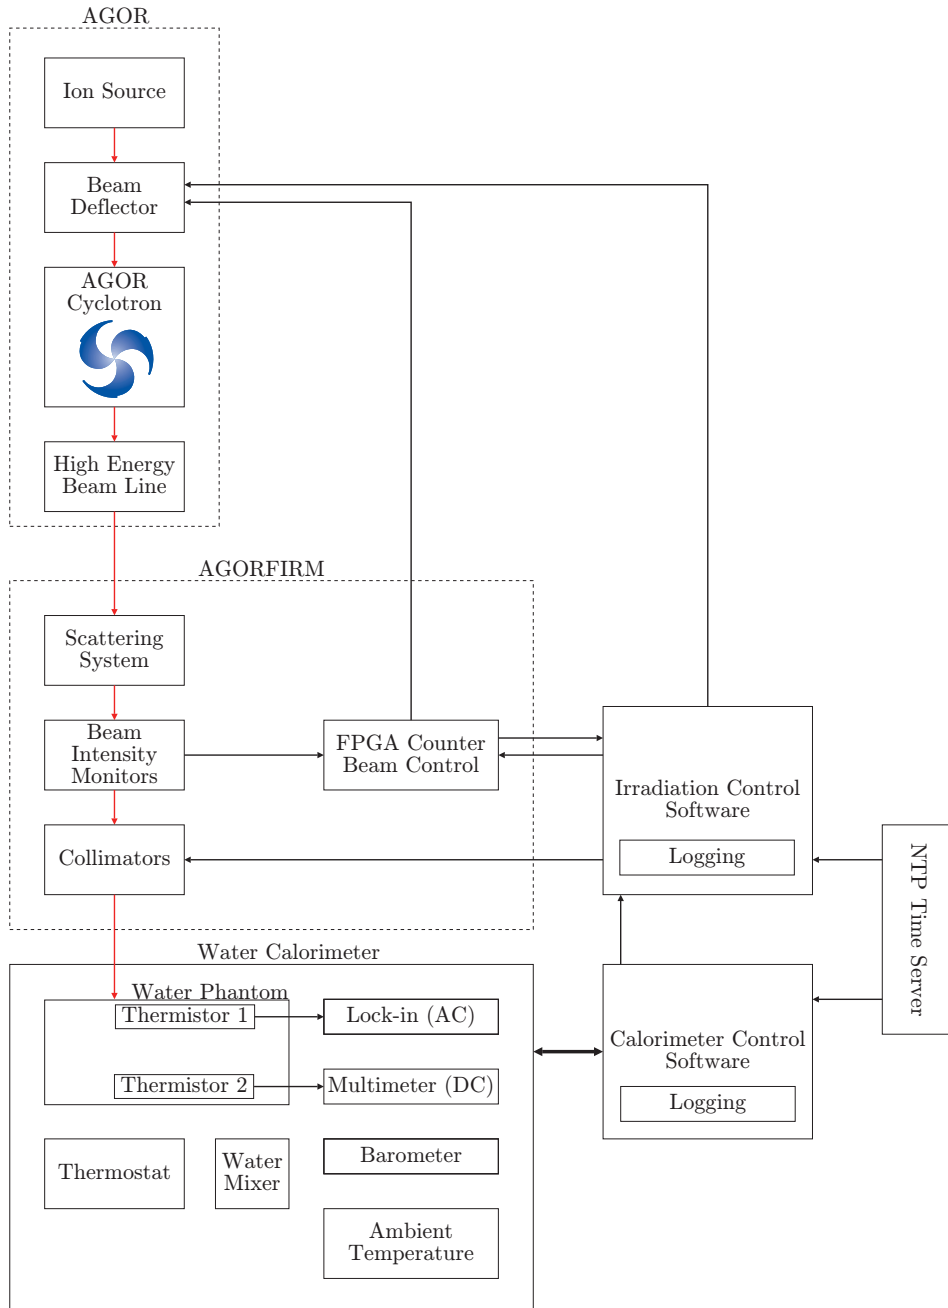 AGOR
Ion Source
Beam
Deflector
AGOR
Cyclotron
High Energy
Beam Line
AGORFIRM
Scattering
System
Beam
Intensity
Monitors
FPGA Counter
Beam Control
Collimators
Irradiation Control
Software
Logging
NTP Time Server
Water Calorimeter
Water Phantom
Thermistor 1
Lock-in (AC)
Thermistor 2
Multimeter (DC)
Calorimeter Control
Software
Logging
Thermostat
Water
Mixer
Barometer
Ambient
Temperature